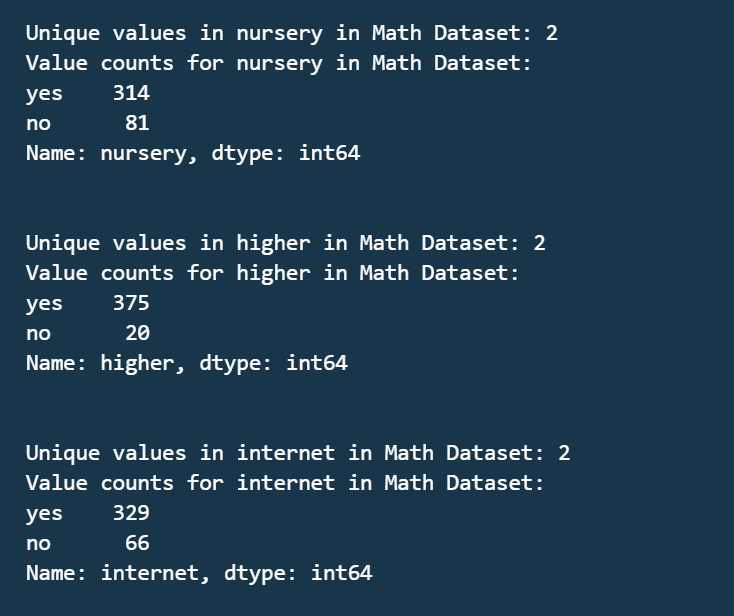 Unique values in nursery in Math Dataset: 2
Value counts for nursery in Math Dataset:
yes    314
no      81
Name: nursery, dtype: int64
Unique values in higher in Math Dataset: 2
Value counts for higher in Math Dataset:
yes    375
no      20
Name: higher, dtype: int64
Unique values in internet in Math Dataset: 2
Value counts for internet in Math Dataset:
yes    329
no      66
Name: internet, dtype: int64